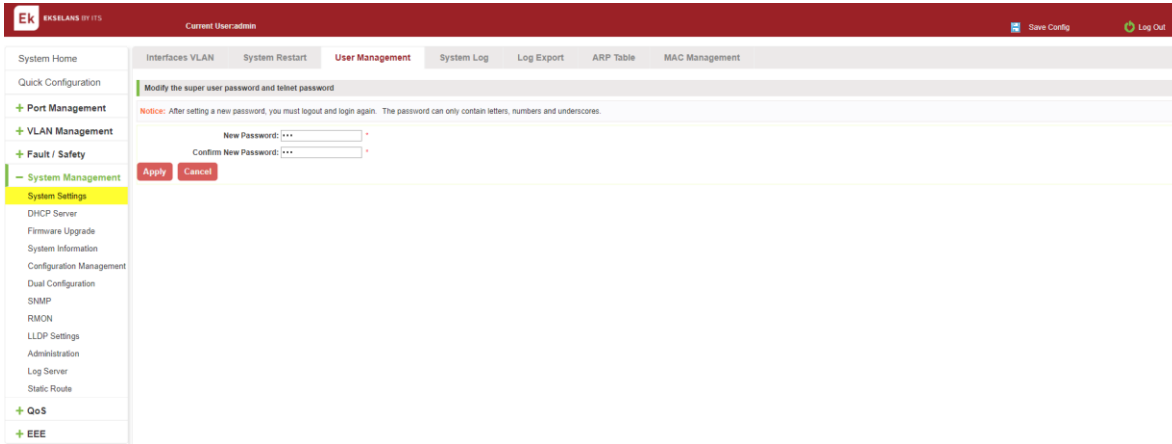 Ek EKSELANS BY ITS
Current User:admin
Save Config
Log Out
System Home
Quick Configuration
+ Port Management
+ VLAN Management
+ Fault / Safety
− System Management
System Settings
DHCP Server
Firmware Upgrade
System Information
Configuration Management
Dual Configuration
SNMP
RMON
LLDP Settings
Administration
Log Server
Static Route
+ QoS
+ EEE
Interfaces VLAN System Restart User Management System Log Log Export ARP Table MAC Management
Modify the super user password and telnet password
Notice: After setting a new password, you must logout and login again. The password can only contain letters, numbers and underscores.
New Password: ••• *
Confirm New Password: ••• *
Apply Cancel